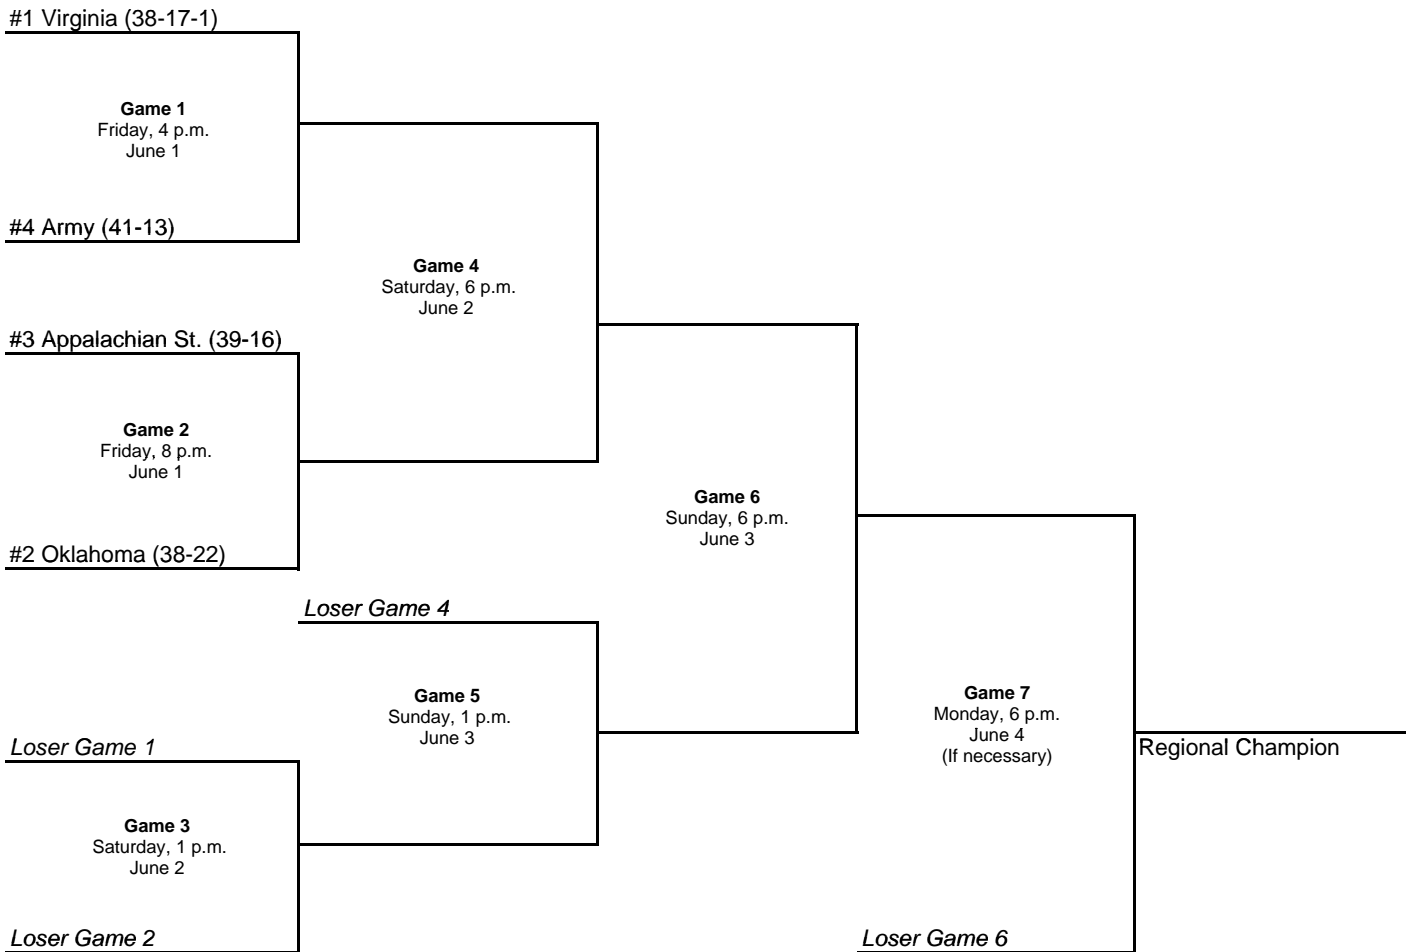 #1 Virginia (38-17-1)
Game 1
Friday, 4 p.m.
June 1
#4 Army (41-13)
Game 4
Saturday, 6 p.m.
June 2
#3 Appalachian St. (39-16)
Game 2
Friday, 8 p.m.
June 1
Game 6
Sunday, 6 p.m.
June 3
#2 Oklahoma (38-22)
Loser Game 4
Game 5
Sunday, 1 p.m.
June 3
Game 7
Monday, 6 p.m.
June 4
(If necessary)
Regional Champion
Loser Game 1
Game 3
Saturday, 1 p.m.
June 2
Loser Game 2
Loser Game 6